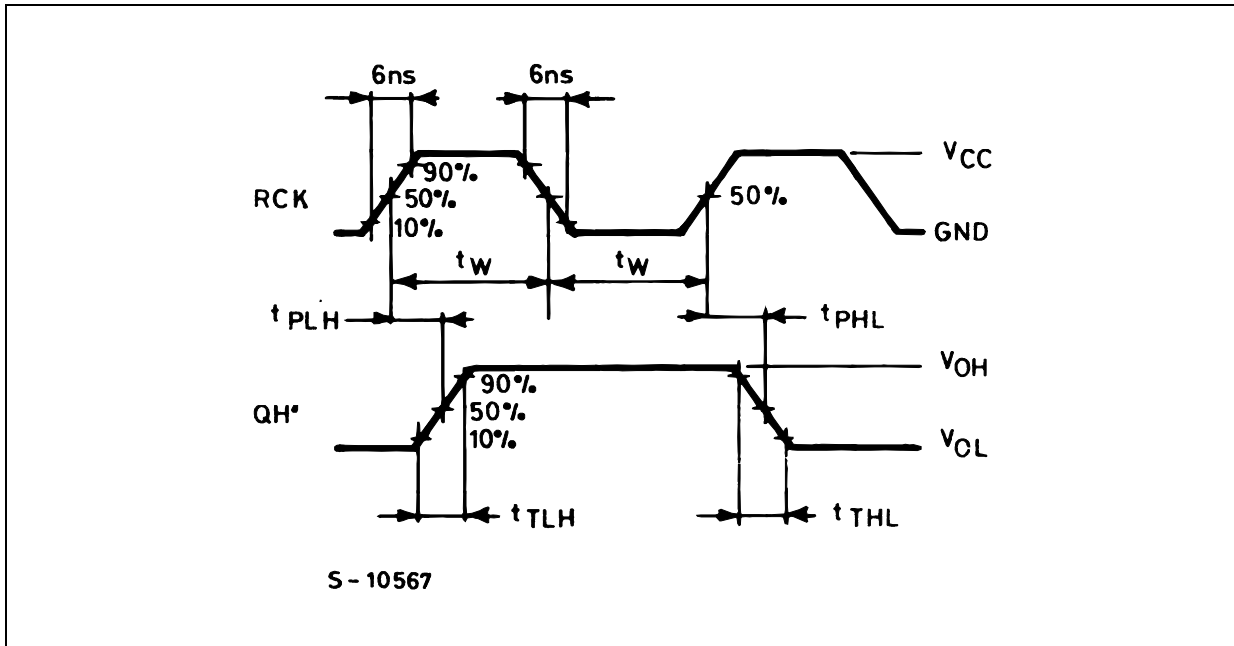 6ns 6ns
VCC
90%
RCK 50% 50%
10%
GND
tW tW
tPLH tPHL
VOH
90%
QH' 50%
10%
VOL
tTLH tTHL
S-10567